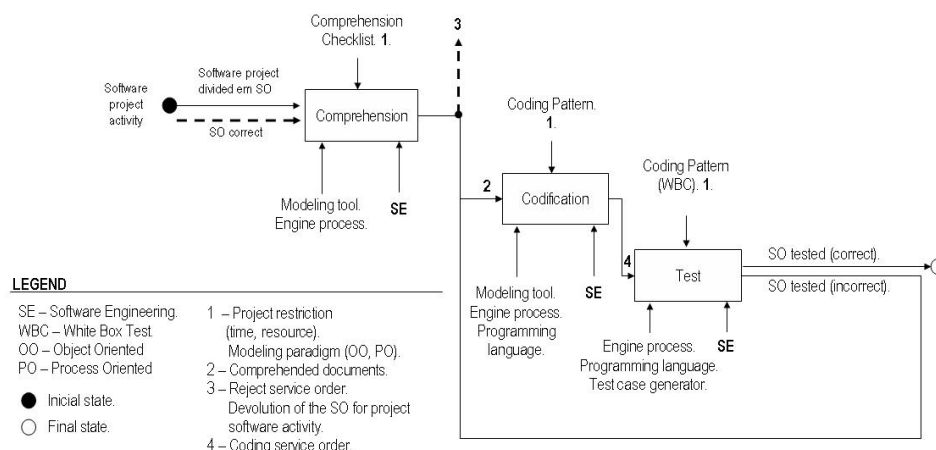 Comprehension
Checklist. 1.
3
Software project
divided em SO
Software
project
activity
SO correct
Comprehension
Modeling tool.
Engine process.
SE
Coding Pattern.
1.
2
Codification
Coding Pattern
(WBC). 1.
4
Test
SO tested (correct).
SO tested (incorrect).
Modeling tool.
Engine process.
Programming
language.
SE
Engine process.
Programming language.
Test case generator.
SE
LEGEND
SE – Software Engineering.
WBC – White Box Test.
OO – Object Oriented
PO – Process Oriented
Inicial state.
Final state.
1 – Project restriction
(time, resource).
Modeling paradigm (OO, PO).
2 – Comprehended documents.
3 – Reject service order.
Devolution of the SO for project
software activity.
4 – Coding service order.